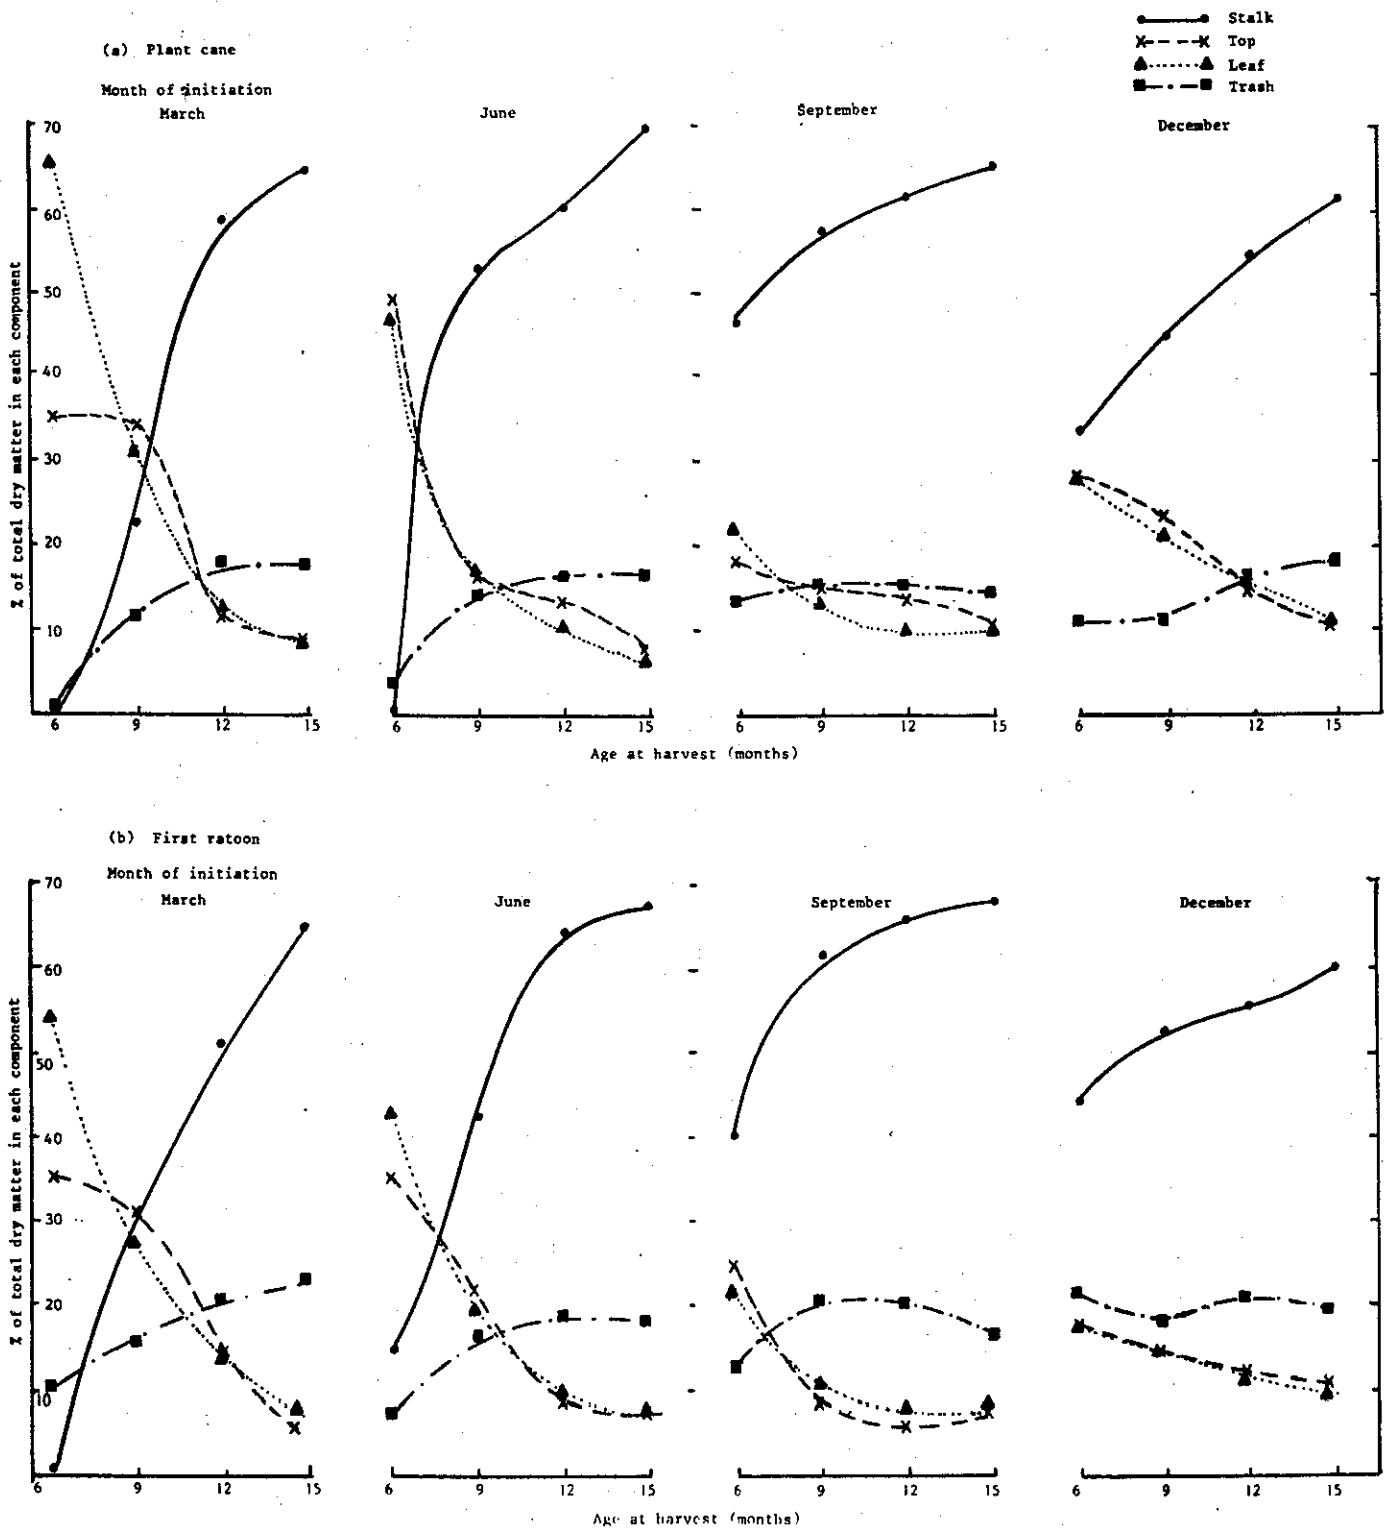 Stalk
Top
Leaf
Trash
(a) Plant cane
Month of initiation
March
June
September
December
% of total dry matter in each component
70
60
50
40
30
20
10
6 9 12 15
6 9 12 15
6 9 12 15
6 9 12 15
Age at harvest (months)
(b) First ratoon
Month of initiation
March
June
September
December
% of total dry matter in each component
70
60
50
40
30
20
10
6 9 12 15
6 9 12 15
6 9 12 15
6 9 12 15
Age at harvest (months)